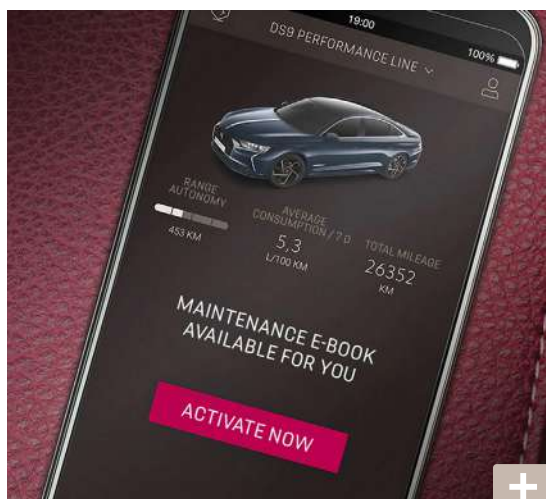 19:00
100%
DS9 PERFORMANCE LINE
RANGE
AUTONOMY
453 KM
AVERAGE
CONSUMPTION / 7 D
5,3
L/100 KM
TOTAL MILEAGE
26352
KM
MAINTENANCE E-BOOK
AVAILABLE FOR YOU
ACTIVATE NOW